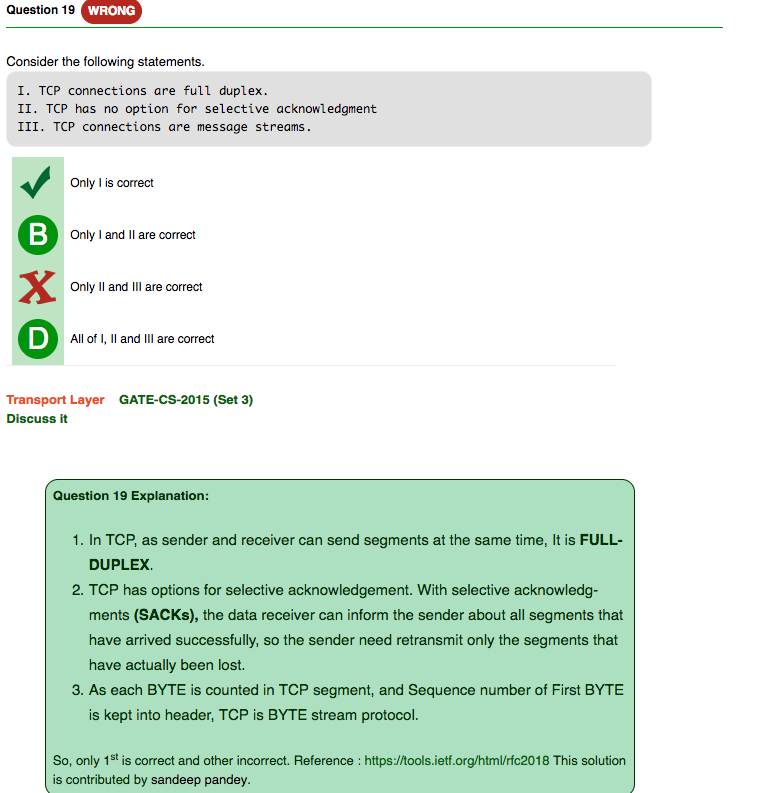 Question 19 WRONG
Consider the following statements.
I. TCP connections are full duplex.
II. TCP has no option for selective acknowledgment
III. TCP connections are message streams.
Only I is correct
B Only I and II are correct
X Only II and III are correct
D All of I, II and III are correct
Transport Layer GATE-CS-2015 (Set 3)
Discuss it
Question 19 Explanation:
1. In TCP, as sender and receiver can send segments at the same time, It is FULL-
DUPLEX.
2. TCP has options for selective acknowledgement. With selective acknowledg-
ments (SACKs), the data receiver can inform the sender about all segments that
have arrived successfully, so the sender need retransmit only the segments that
have actually been lost.
3. As each BYTE is counted in TCP segment, and Sequence number of First BYTE
is kept into header, TCP is BYTE stream protocol.
So, only 1st is correct and other incorrect. Reference : https://tools.ietf.org/html/rfc2018 This solution
is contributed by sandeep pandey.